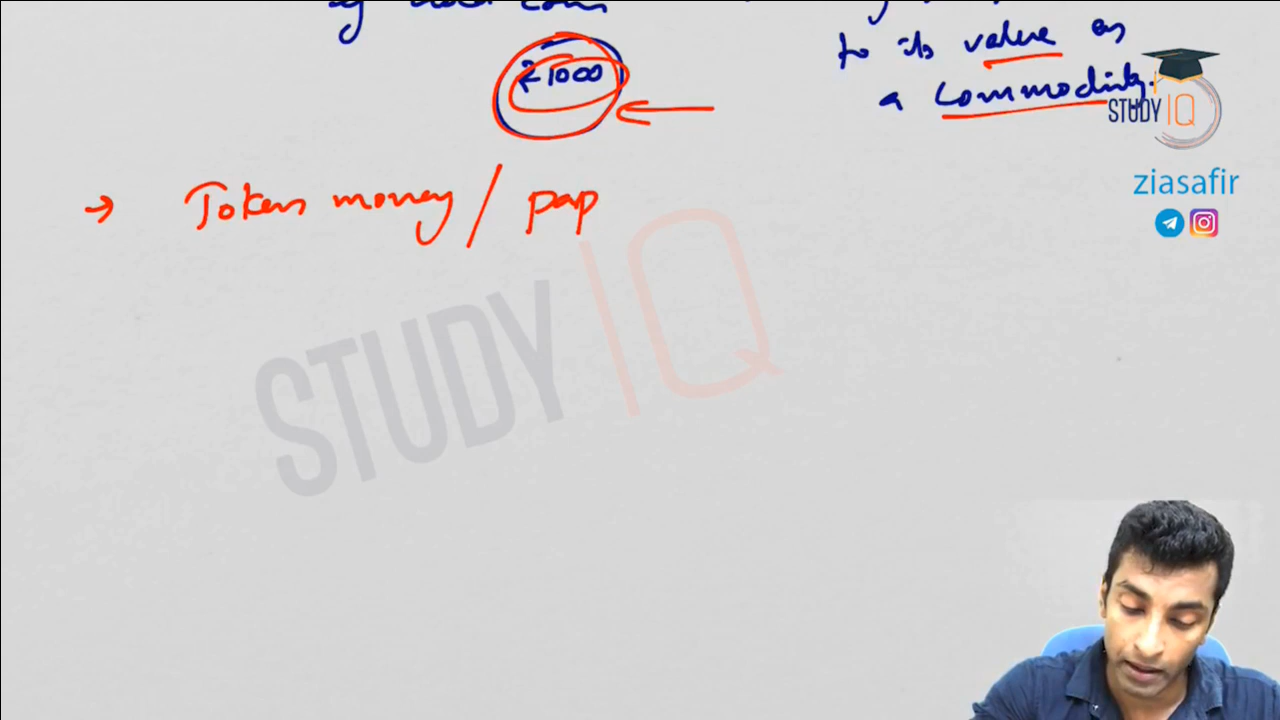 to its value as
a commodity.
₹1000
STUDY IQ
ziasafir
→ Token money / pap
STUDY IQ